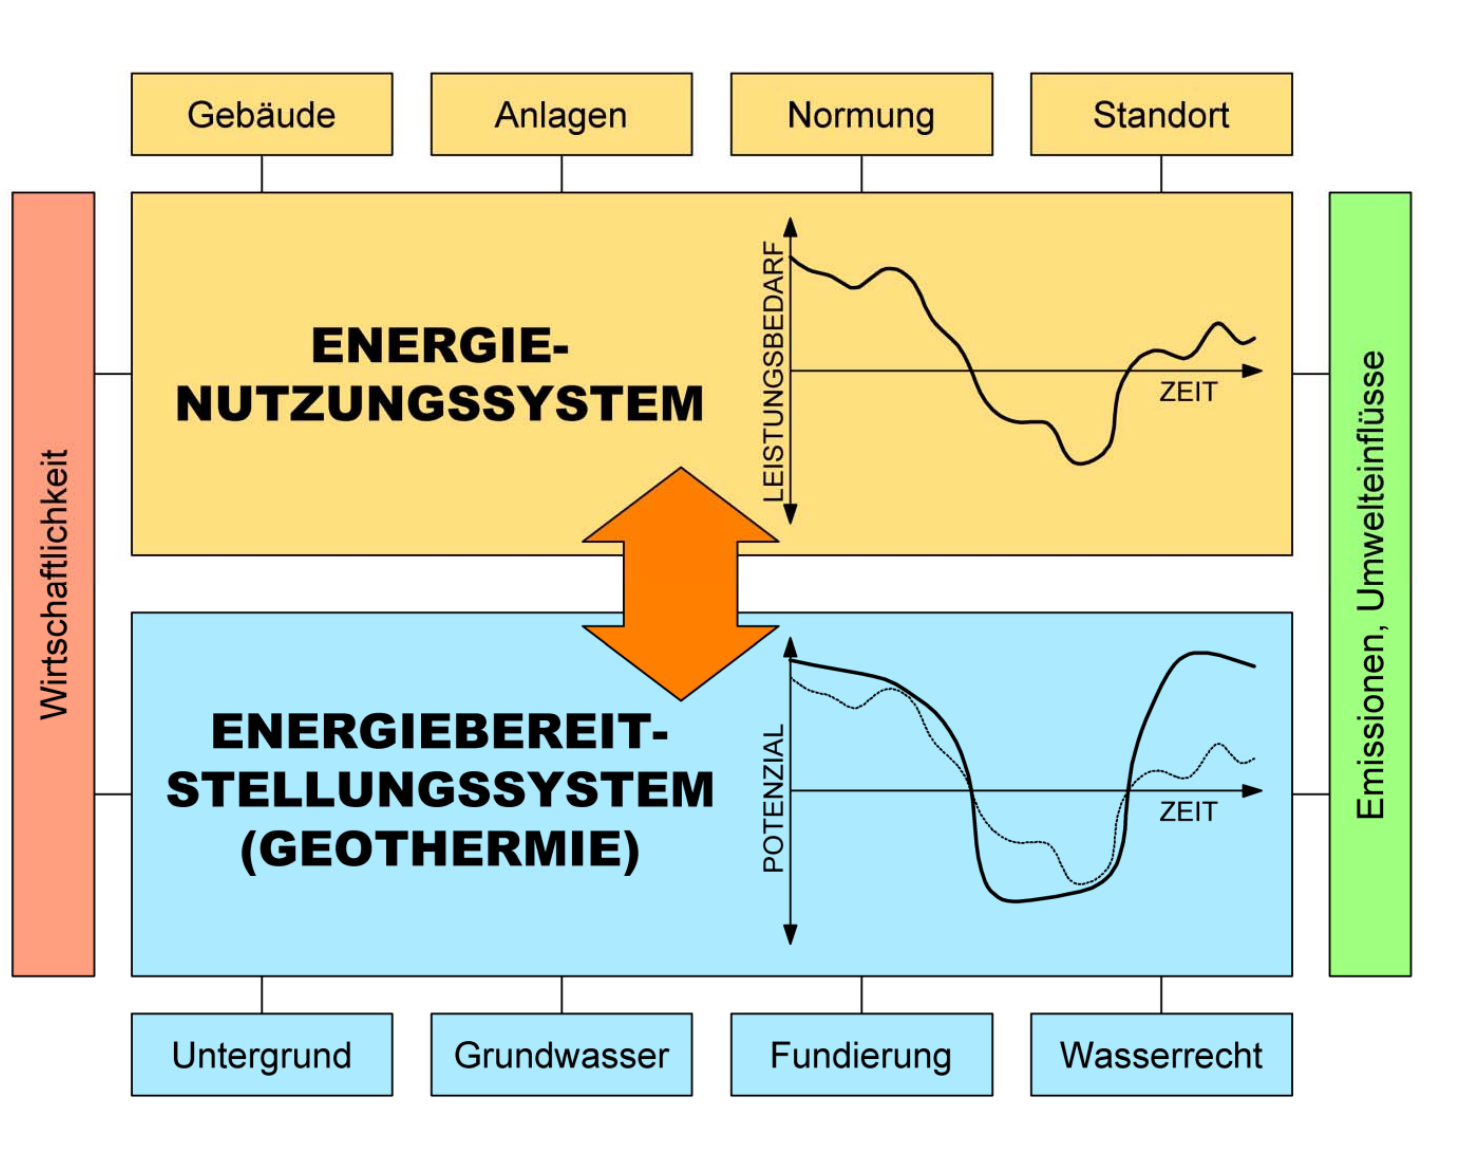 Gebäude
Anlagen
Normung
Standort
Wirtschaftlichkeit
ENERGIE-
NUTZUNGSSYSTEM
LEISTUNGSBEDARF
ZEIT
Emissionen, Umwelteinflüsse
ENERGIEBEREIT-
STELLUNGSSYSTEM
(GEOTHERMIE)
POTENZIAL
ZEIT
Untergrund
Grundwasser
Fundierung
Wasserrecht